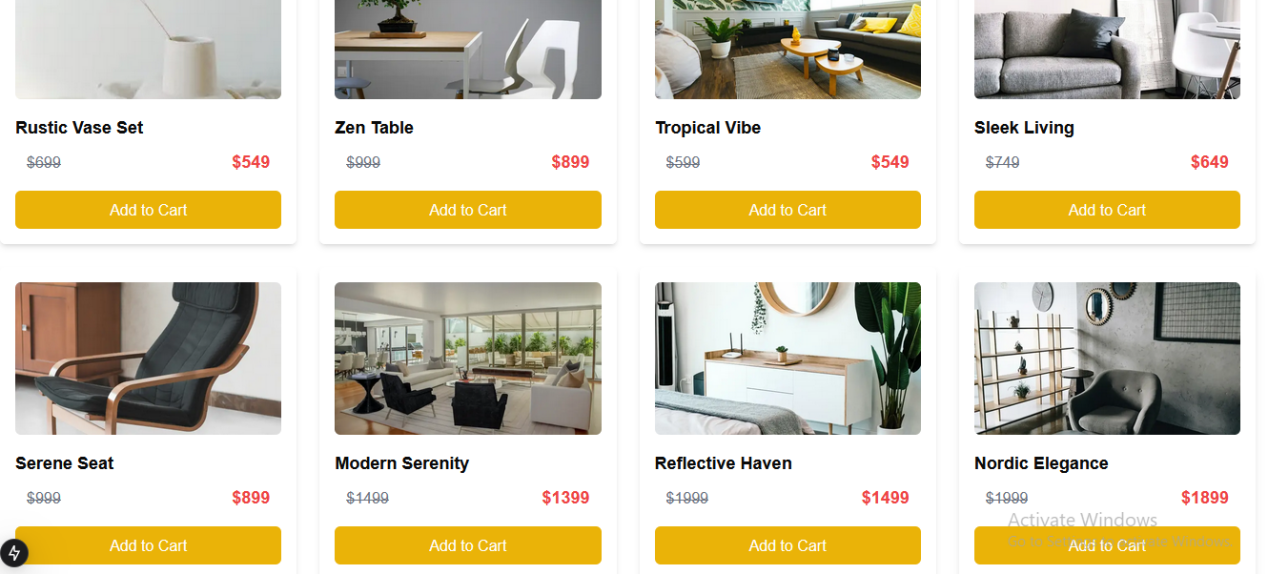 Rustic Vase Set Zen Table Tropical Vibe Sleek Living
$699 $549 $999 $899 $599 $549 $749 $649
Add to Cart Add to Cart Add to Cart Add to Cart
Serene Seat Modern Serenity Reflective Haven Nordic Elegance
$999 $899 $1499 $1399 $1999 $1499 $1999 $1899
Activate Windows
Add to Cart Add to Cart Add to Cart Add to Cart
Go to Windows.